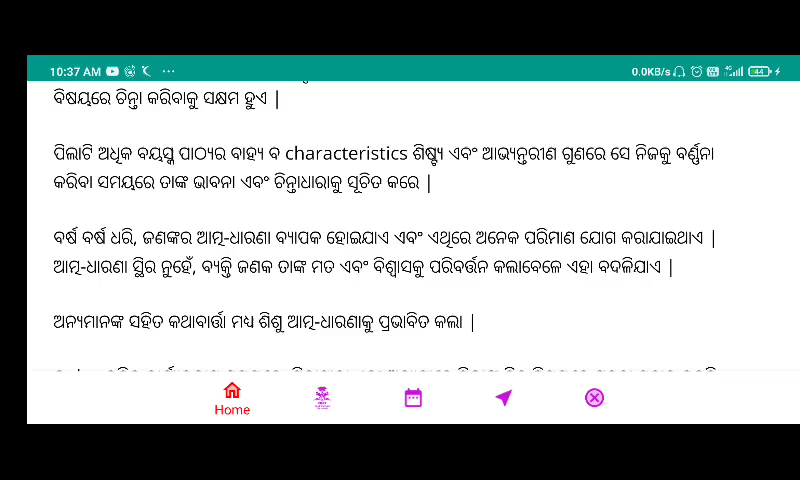 10:37 AM ...
0.0KB/s 4G 44
ବିଷୟରେ ଚିନ୍ତା କରିବାକୁ ସକ୍ଷମ ହୁଏ |
ପିଲାଟି ଅଧିକ ବୟସ୍କ ପାଠ୍ୟର ବାହ୍ୟ ବ characteristics ଶିଷ୍ଟ୍ୟ ଏବଂ ଆଭ୍ୟନ୍ତରୀଣ ଗୁଣରେ ସେ ନିଜକୁ ବର୍ଣ୍ଣନା
କରିବା ସମୟରେ ତାଙ୍କ ଭାବନା ଏବଂ ଚିନ୍ତାଧାରାକୁ ସୂଚିତ କରେ |
ବର୍ଷ ବର୍ଷ ଧରି, ଜଣଙ୍କର ଆତ୍ମ-ଧାରଣା ବ୍ୟାପକ ହୋଇଯାଏ ଏବଂ ଏଥିରେ ଅନେକ ପରିମାଣ ଯୋଗ କରାଯାଇଥାଏ |
ଆତ୍ମ-ଧାରଣା ସ୍ଥିର ନୁହେଁ, ବ୍ୟକ୍ତି ଜଣକ ତାଙ୍କ ମତ ଏବଂ ବିଶ୍ୱାସକୁ ପରିବର୍ତ୍ତନ କଲାବେଳେ ଏହା ବଦଳିଯାଏ |
ଅନ୍ୟମାନଙ୍କ ସହିତ କଥାବାର୍ତ୍ତା ମଧ୍ୟ ଶିଶୁ ଆତ୍ମ-ଧାରଣାକୁ ପ୍ରଭାବିତ କଲା |
Home